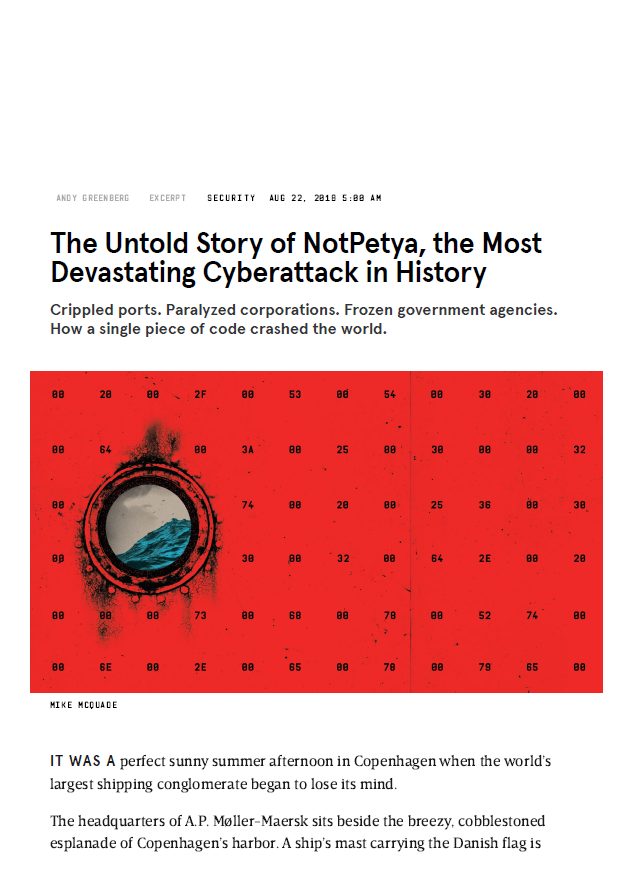 ANDY GREENBERG EXCERPT SECURITY AUG 22, 2018 5:00 AM
The Untold Story of NotPetya, the Most
Devastating Cyberattack in History
Crippled ports. Paralyzed corporations. Frozen government agencies.
How a single piece of code crashed the world.
00 20 00 2F 00 53 00 54 00 30 20 00
00 64 00 3A 00 25 00 30 00 00 32
00 74 00 20 00 25 36 00 30
00 30 00 32 00 64 2E 00 20
00 00 00 73 00 60 00 70 00 52 74 00
00 6E 00 2E 00 65 00 70 00 79 65 00
MIKE MCQUADE
IT WAS A perfect sunny summer afternoon in Copenhagen when the world's
largest shipping conglomerate began to lose its mind.
The headquarters of A.P. Møller-Maersk sits beside the breezy, cobblestoned
esplanade of Copenhagen's harbor. A ship's mast carrying the Danish flag is